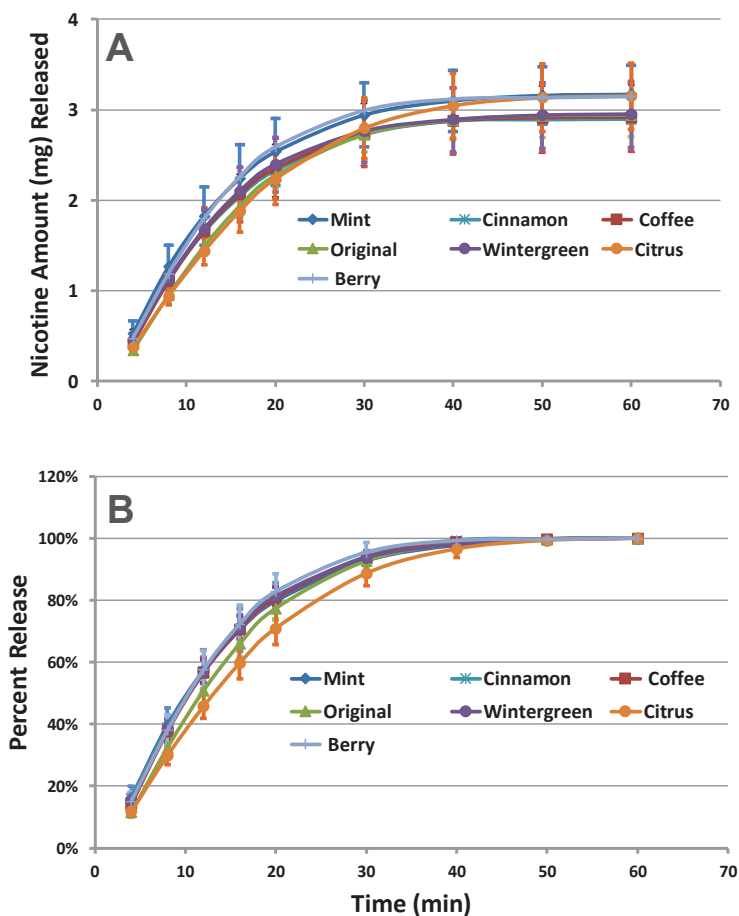 A
Nicotine Amount (mg) Released
4
3
2
1
0
Mint Cinnamon Coffee
Original Wintergreen Citrus
Berry
0 10 20 30 40 50 60 70
B
Percent Release
120%
100%
80%
60%
40%
20%
0%
Mint Cinnamon Coffee
Original Wintergreen Citrus
Berry
0 10 20 30 40 50 60 70
Time (min)